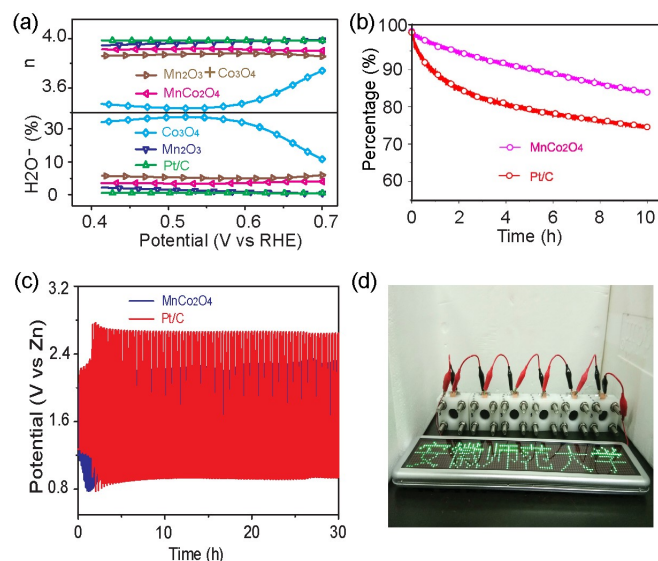 (a)
4.0
n
3.6
Mn2O3+Co3O4
MnCo2O4
Co3O4
Mn2O3
Pt/C
H2O⁻ (%)
30
10
0
0.4 0.5 0.6 0.7
Potential (V vs RHE)
(b)
Percentage (%)
100
90
80
70
60
MnCo2O4
Pt/C
0 2 4 6 8 10
Time (h)
(c)
Potential (V vs Zn)
3.2
2.4
1.6
0.8
MnCo2O4
Pt/C
0 10 20 30
Time (h)
(d)
安徽师范大学